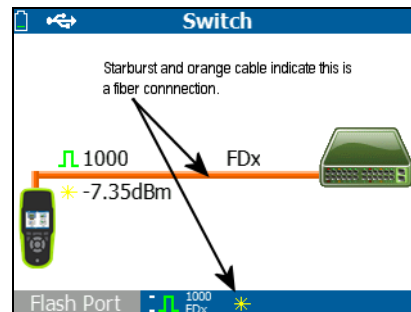 Switch
Starburst and orange cable indicate this is
a fiber connnection.
1000 FDx
-7.35dBm
Flash Port
1000
FDx